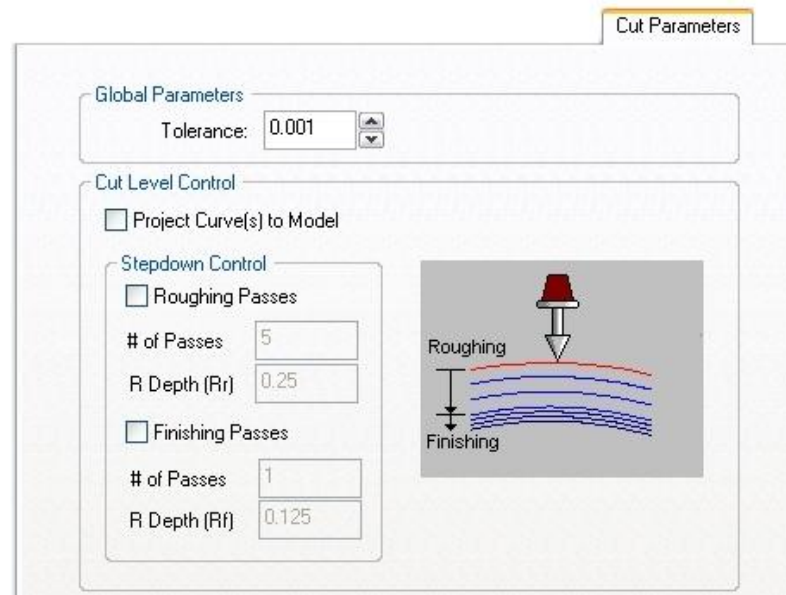 Cut Parameters
Global Parameters
Tolerance: 0.001
Cut Level Control
Project Curve(s) to Model
Stepdown Control
Roughing Passes
# of Passes 5
R Depth (Rr) 0.25
Finishing Passes
# of Passes 1
R Depth (Rf) 0.125
Roughing
Finishing